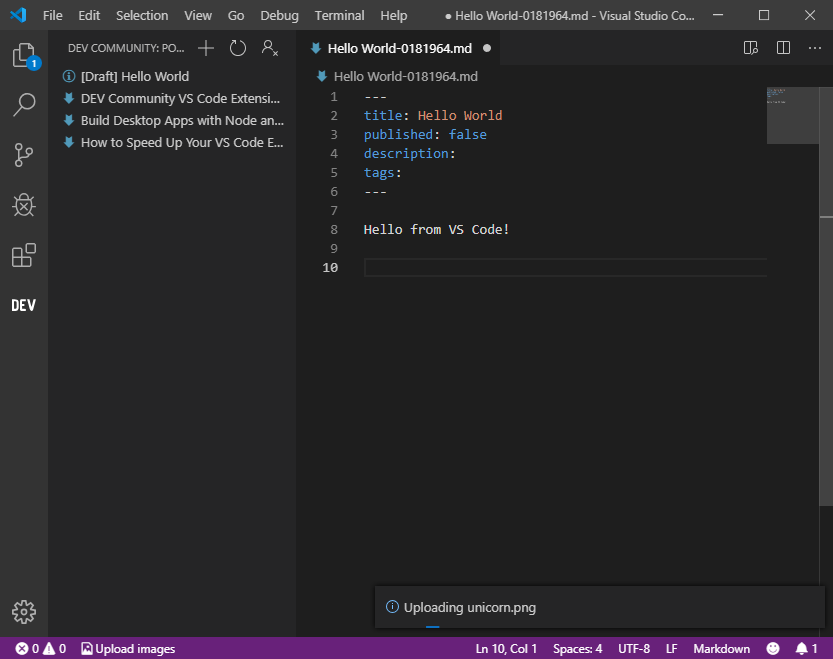 File Edit Selection View Go Debug Terminal Help ● Hello World-0181964.md - Visual Studio Co...
1
DEV
DEV COMMUNITY: PO...
[Draft] Hello World
DEV Community VS Code Extensi...
Build Desktop Apps with Node an...
How to Speed Up Your VS Code E...
Hello World-0181964.md ●
Hello World-0181964.md
1 ---
2 title: Hello World
3 published: false
4 description:
5 tags:
6 ---
7
8 Hello from VS Code!
9
10
Uploading unicorn.png
0 0 Upload images Ln 10, Col 1 Spaces: 4 UTF-8 LF Markdown 1